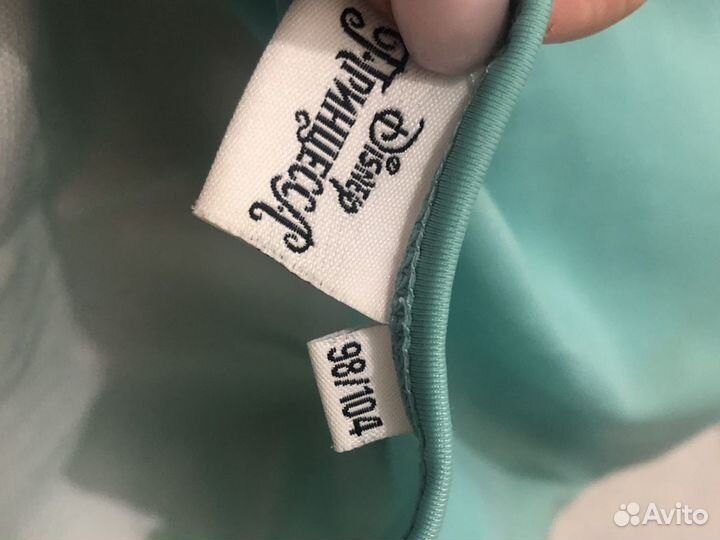 Disney
Принцесса
98/104
Avito